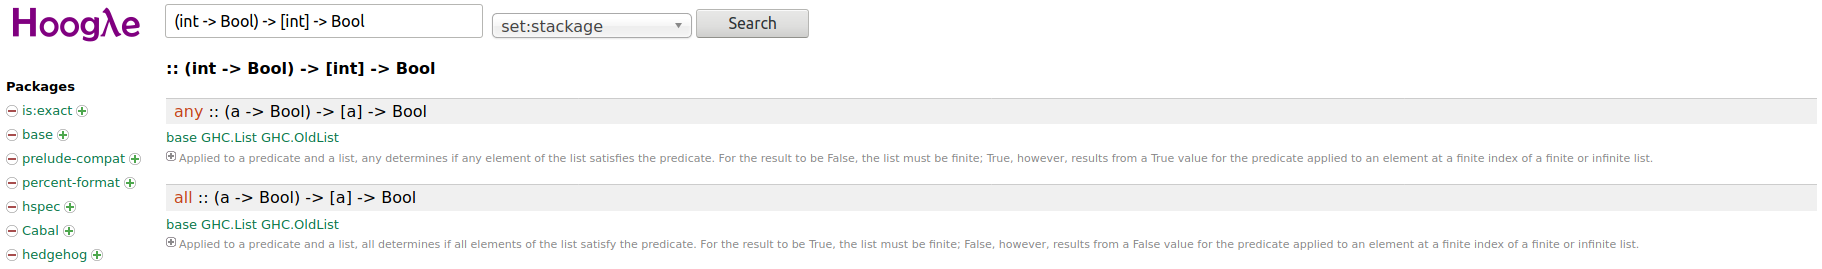 Hoogλe
(int -> Bool) -> [int] -> Bool
set:stackage
Search
:: (int -> Bool) -> [int] -> Bool
Packages
is:exact
base
prelude-compat
percent-format
hspec
Cabal
hedgehog
any :: (a -> Bool) -> [a] -> Bool
base GHC.List GHC.OldList
Applied to a predicate and a list, any determines if any element of the list satisfies the predicate. For the result to be False, the list must be finite; True, however, results from a True value for the predicate applied to an element at a finite index of a finite or infinite list.
all :: (a -> Bool) -> [a] -> Bool
base GHC.List GHC.OldList
Applied to a predicate and a list, all determines if all elements of the list satisfy the predicate. For the result to be True, the list must be finite; False, however, results from a False value for the predicate applied to an element at a finite index of a finite or infinite list.